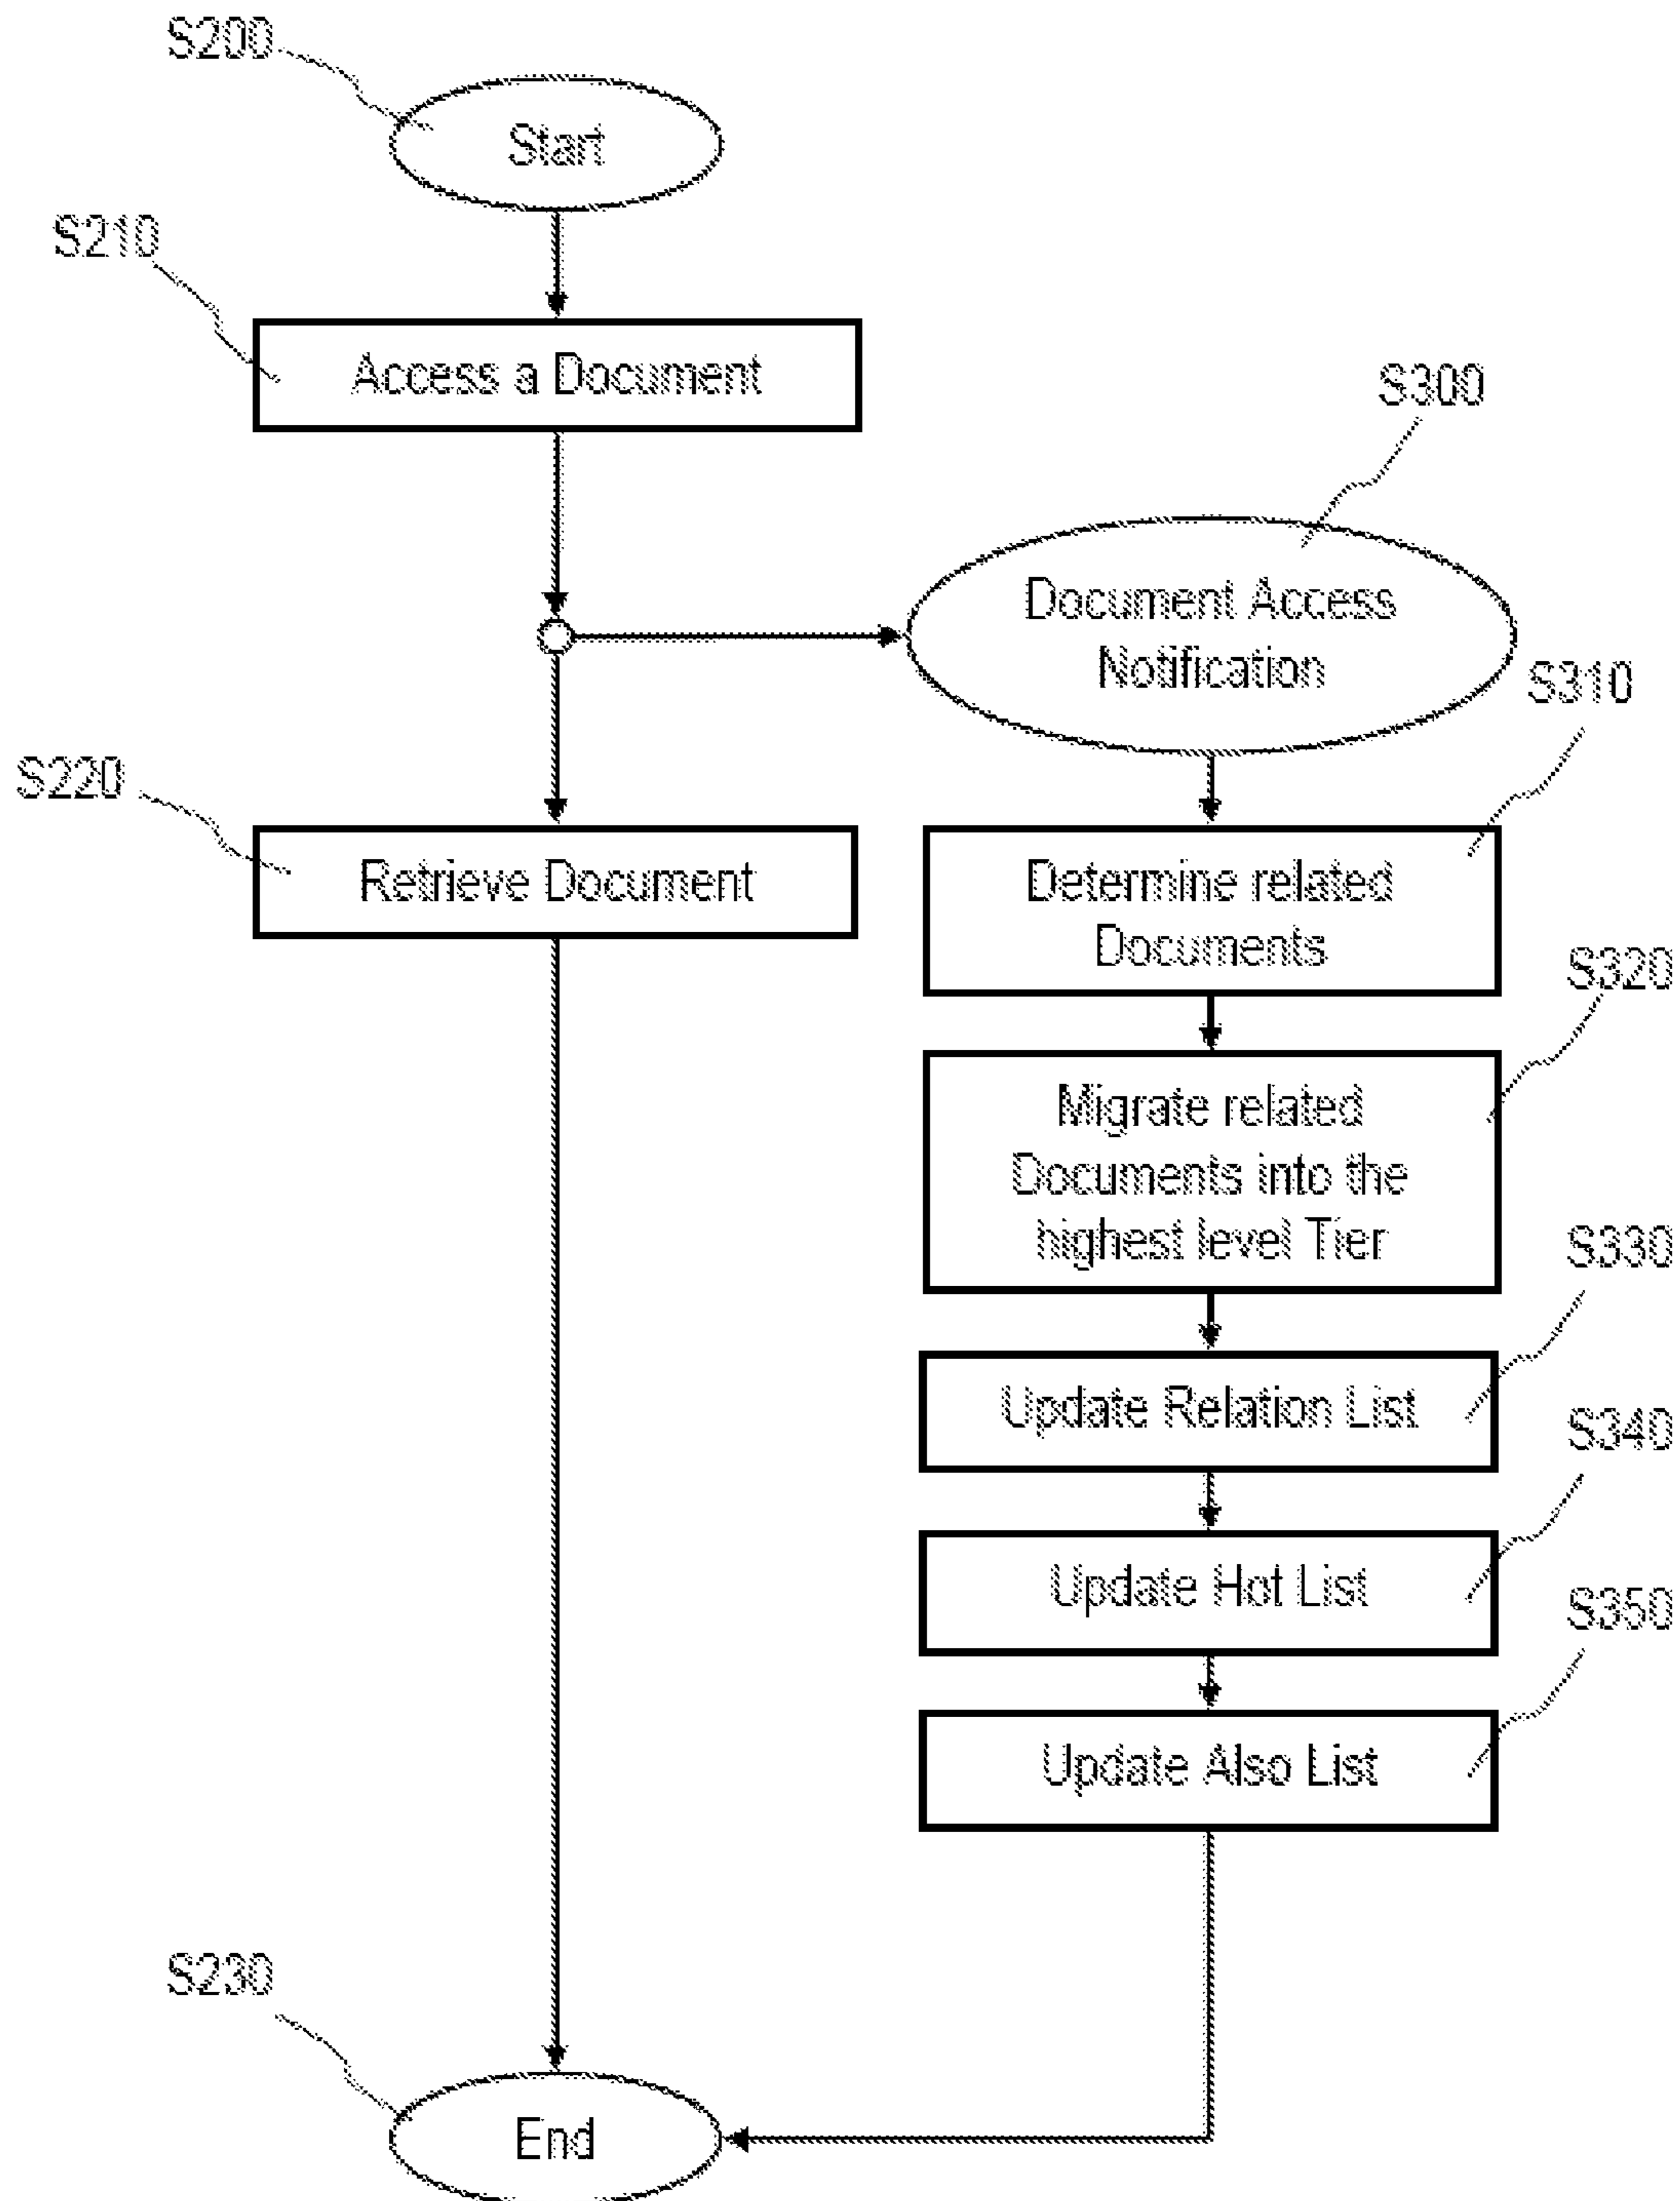 S200
Start
S210
Access a Document
S300
Document Access
Notification
S310
S220
Retrieve Document
Determine related
Documents
S320
Migrate related
Documents into the
highest level Tier
S330
Update Relation List
S340
Update Hot List
S350
Update Also List
S230
End